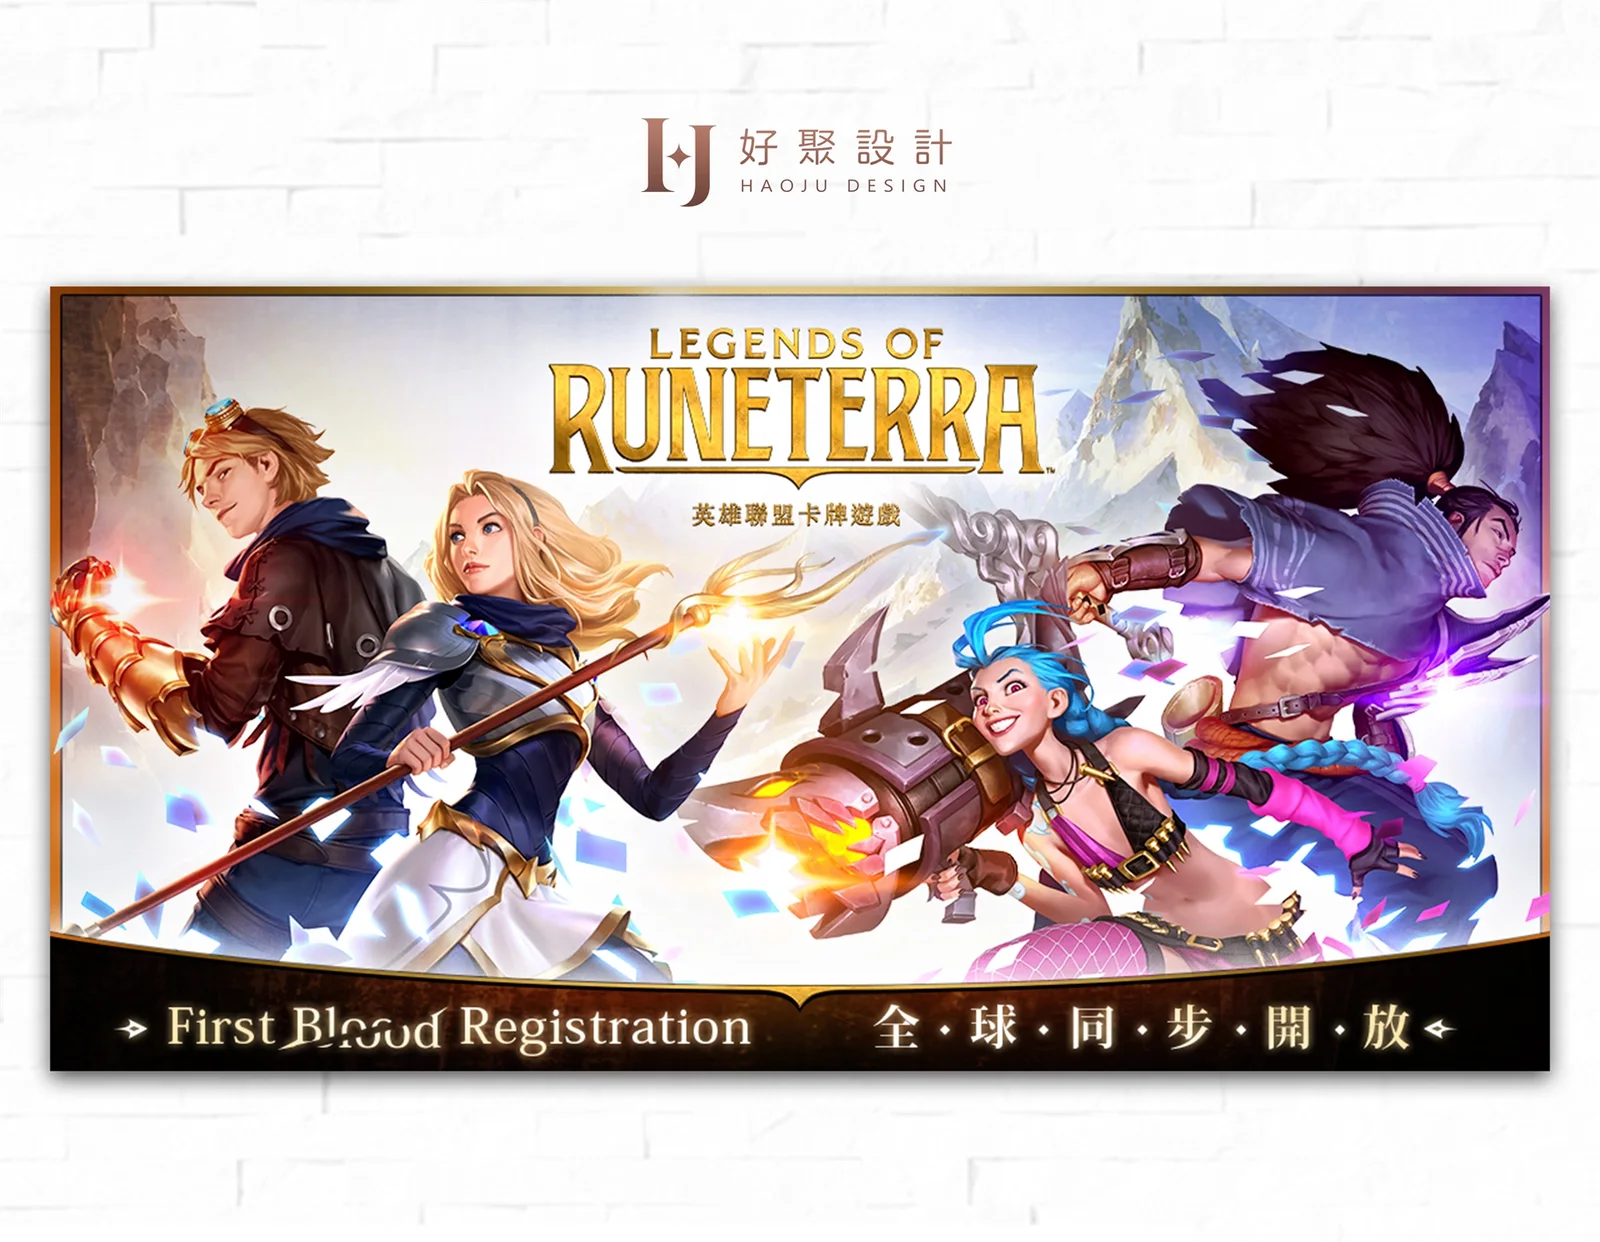 好聚設計
HAOJU DESIGN
LEGENDS OF
RUNETERRA™
英雄聯盟卡牌遊戲
First Blood Registration
全·球·同·步·開·放